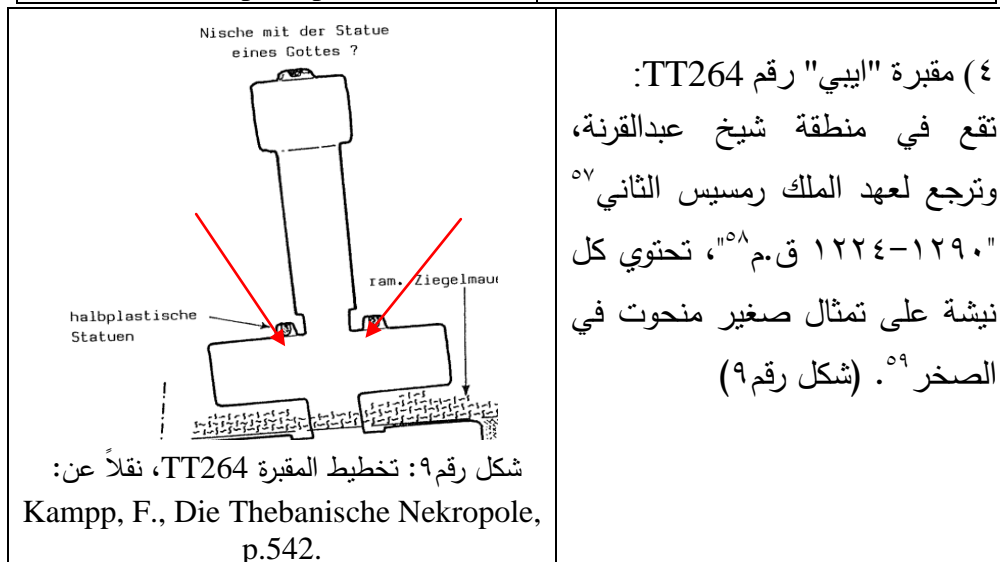 ٤) مقبرة "ايبي" رقم TT264:
تقع في منطقة شيخ عبدالقرنة،
وترجع لعهد الملك رمسيس الثاني٥٧
"١٢٩٠-١٢٢٤ ق.م٥٨"، تحتوي كل
نيشة على تمثال صغير منحوت في
الصخر٥٩. (شكل رقم٩)
Nische mit der Statue
eines Gottes ?
ram. Ziegelmaue
halbplastische
Statuen
شكل رقم٩: تخطيط المقبرة TT264، نقلاً عن:
Kampp, F., Die Thebanische Nekropole,
p.542.